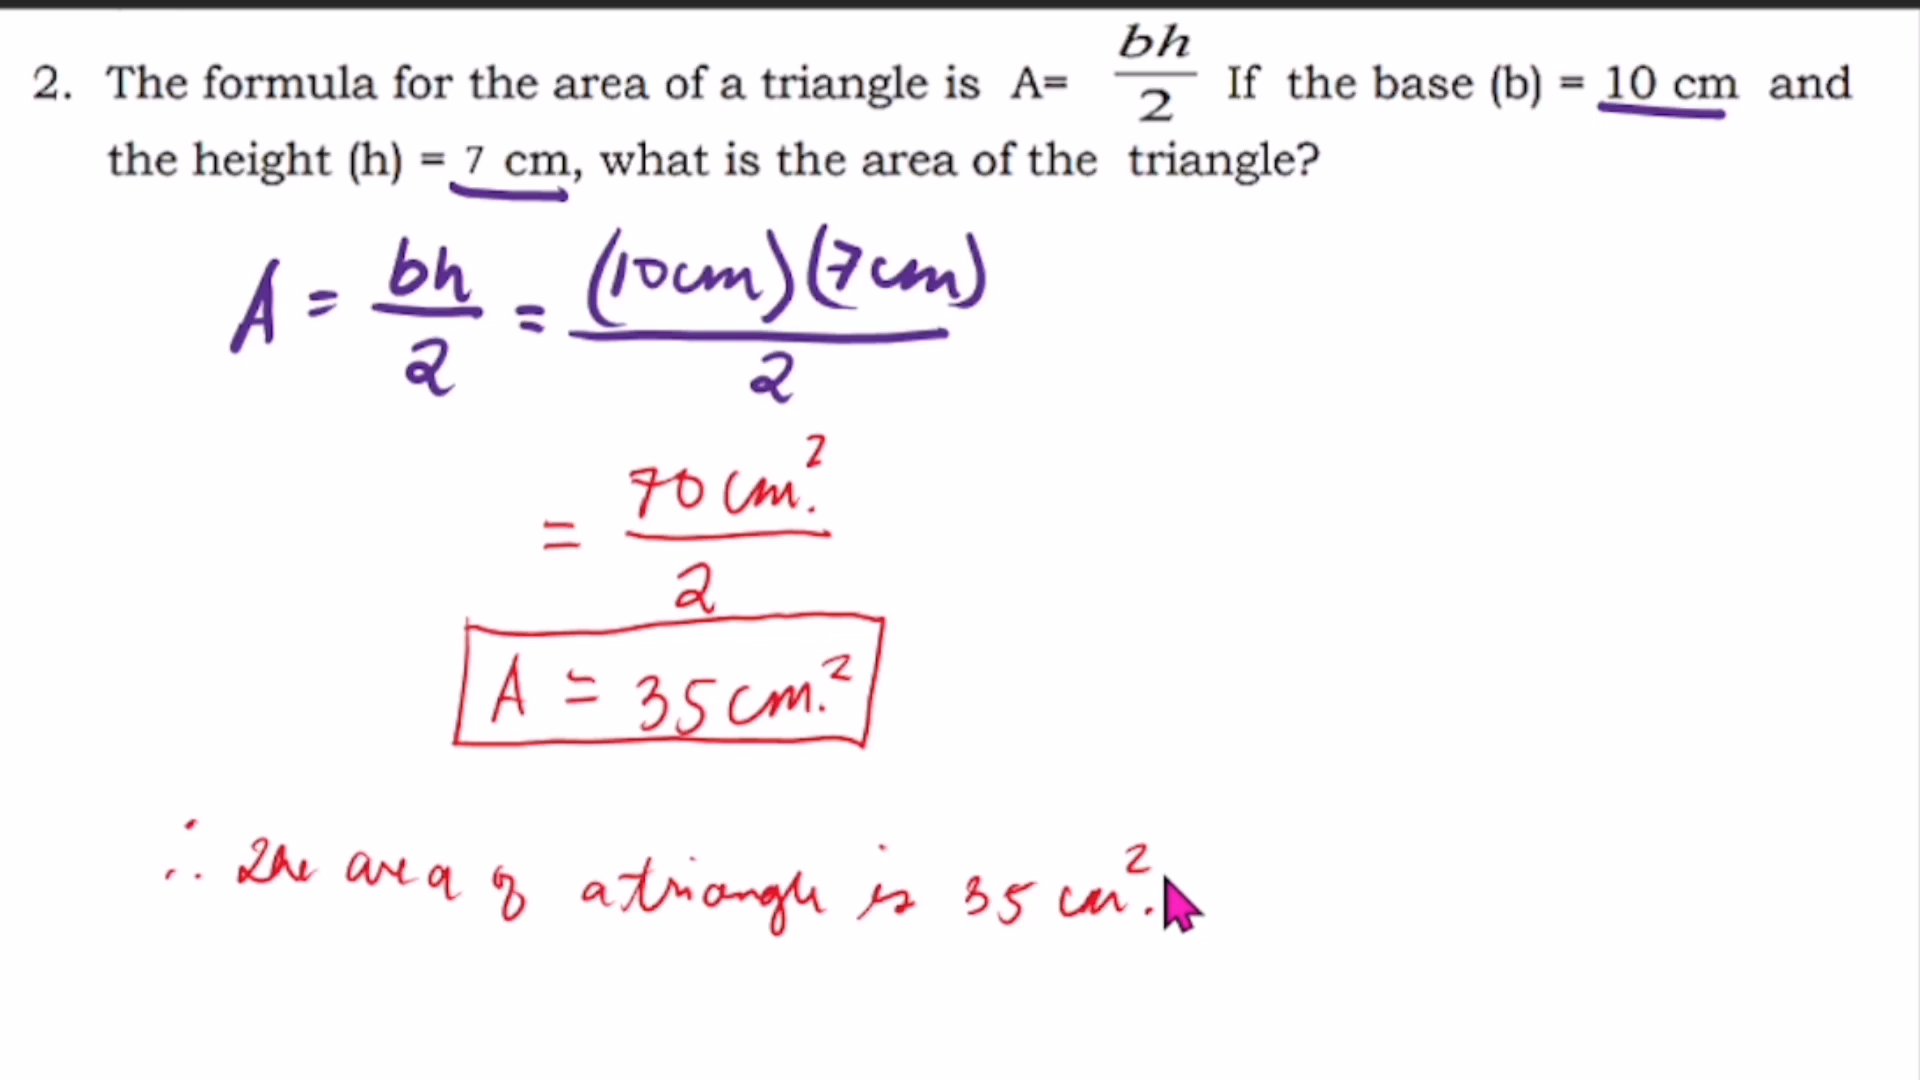 2. The formula for the area of a triangle is A= bh/2 If the base (b) = 10 cm and
the height (h) = 7 cm, what is the area of the triangle?
A = bh/2 = (10cm)(7cm)/2
= 70 cm.²/2
A = 35 cm.²
∴ The area of a triangle is 35 cm².